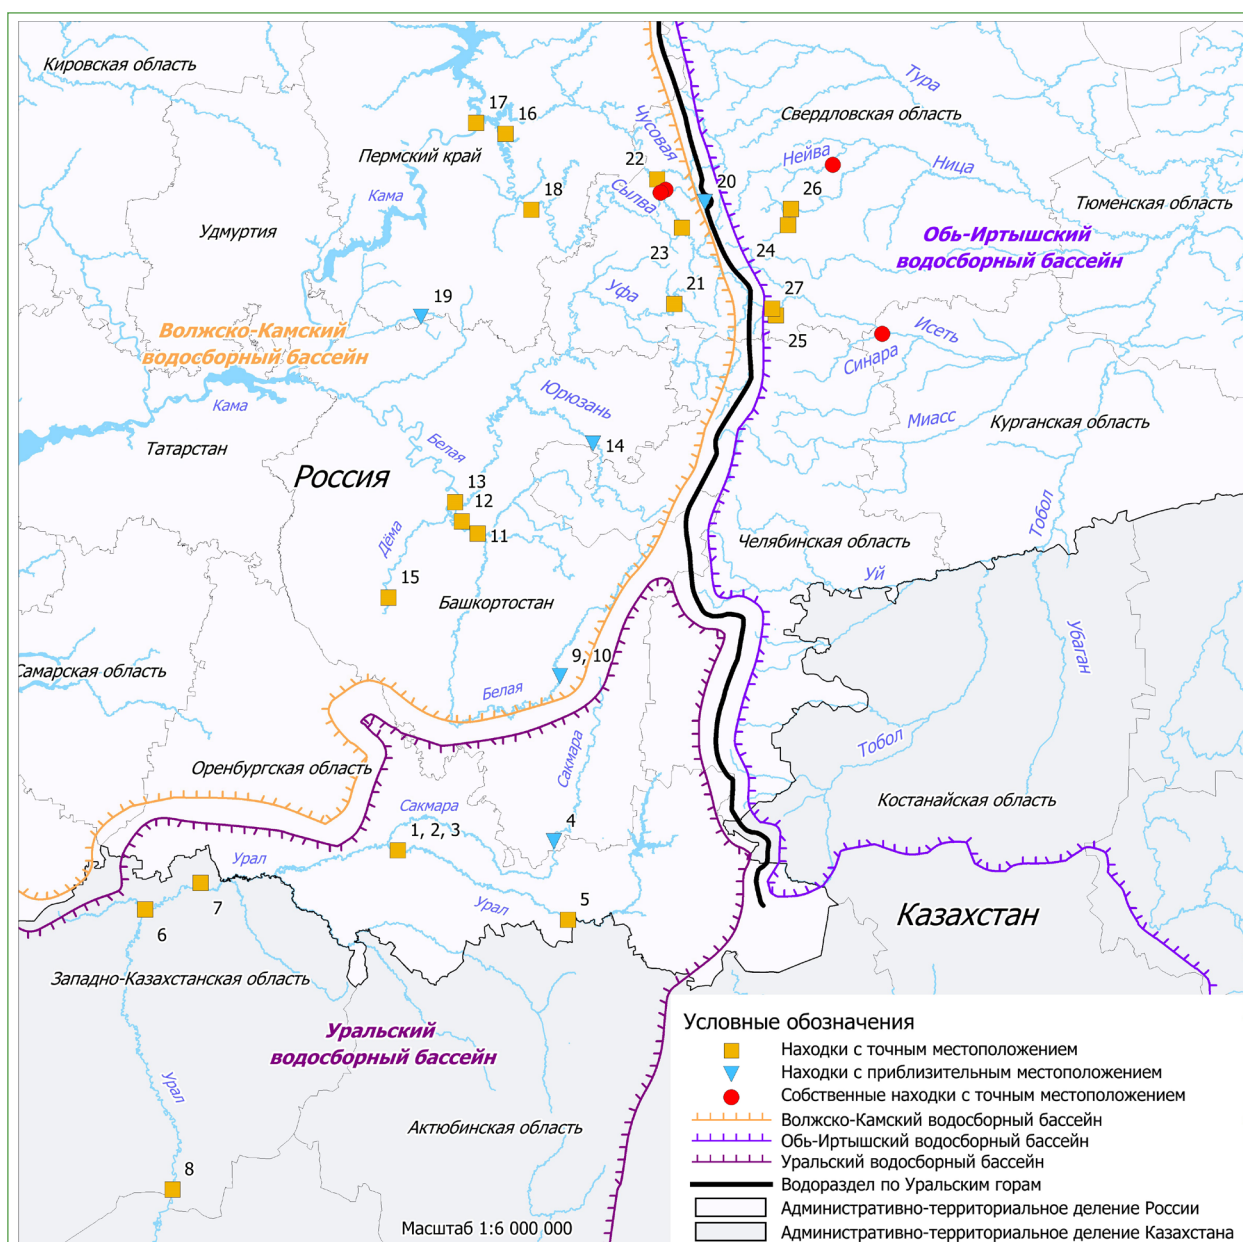 Кировская область
Тура
Свердловская область
17
16
Чусовая
Пермский край
22
Нейва
Ница
Кама
18
Сылва
20
26
Тюменская область
Удмуртия
23
24
Обь-Иртышский
водосборный бассейн
Уфа
21
27
19
Исеть
25
Волжско-Камский
водосборный бассейн
Синара
Кама
Юрюзань
Миасс
Курганская область
Татарстан
Белая
14
Россия
13
12
11
Тобол
Дёма
Челябинская область
Уй
15
Башкортостан
Убаган
9, 10
Самарская область
Белая
Сакмара
Тобол
Оренбургская область
Сакмара
Костанайская область
1, 2, 3
4
Урал
7
Урал
5
Казахстан
6
Западно-Казахстанская область
Уральский
водосборный бассейн
Урал
Актюбинская область
8
Масштаб 1:6 000 000
Условные обозначения
Находки с точным местоположением
Находки с приблизительным местоположением
Собственные находки с точным местоположением
Волжско-Камский водосборный бассейн
Обь-Иртышский водосборный бассейн
Уральский водосборный бассейн
Водораздел по Уральским горам
Административно-территориальное деление России
Административно-территориальное деление Казахстана